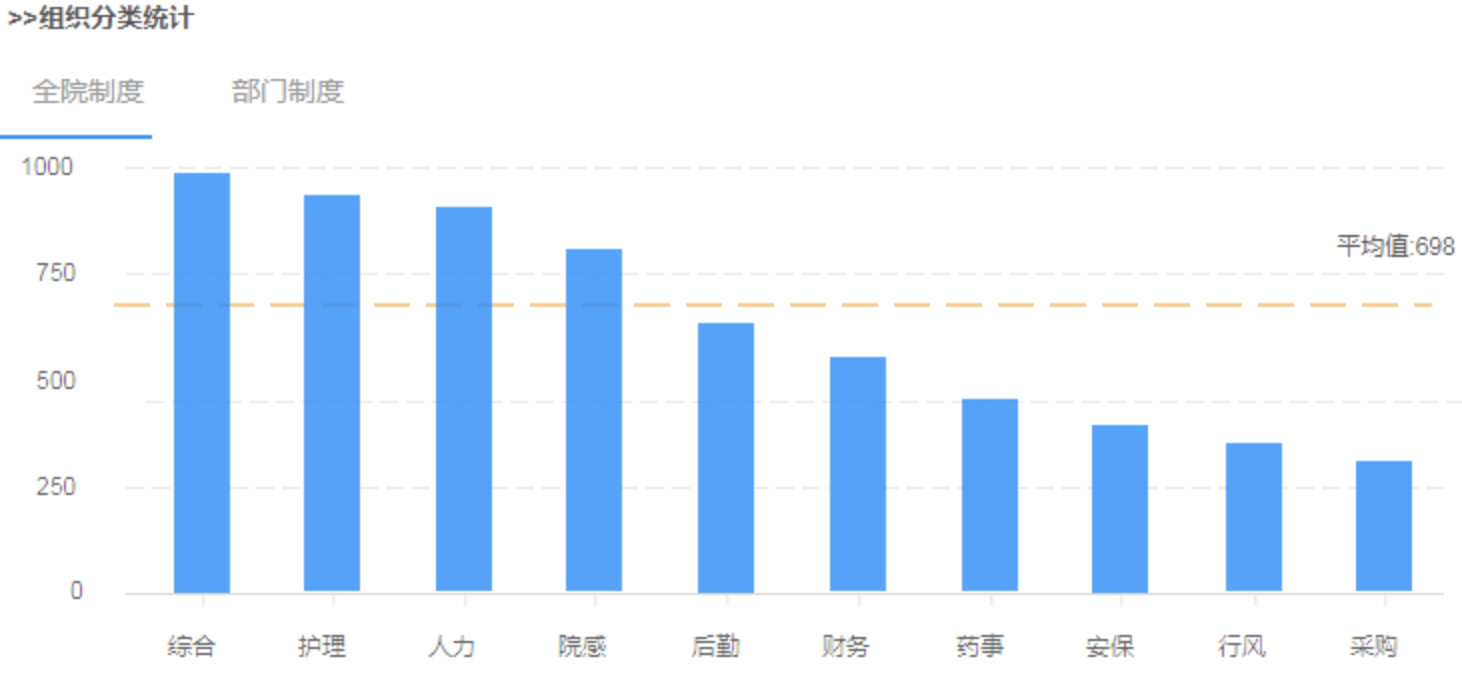 >>组织分类统计
全院制度 部门制度
1000
平均值:698
750
500
250
0
综合 护理 人力 院感 后勤 财务 药事 安保 行风 采购